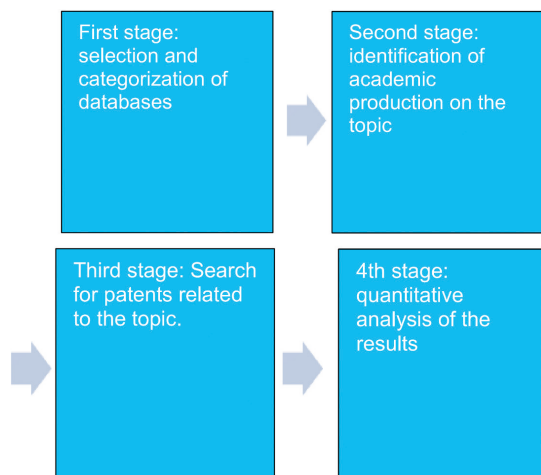 First stage:
selection and
categorization of
databases
Second stage:
identification of
academic
production on the
topic
Third stage: Search
for patents related
to the topic.
4th stage:
quantitative
analysis of the
results